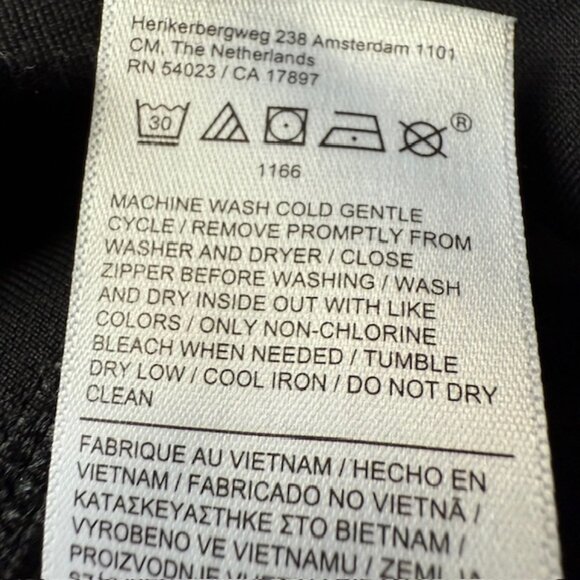 Herikerbergweg 238 Amsterdam 1101
CM, The Netherlands
RN 54023 / CA 17897
30 ®
1166
MACHINE WASH COLD GENTLE
CYCLE / REMOVE PROMPTLY FROM
WASHER AND DRYER / CLOSE
ZIPPER BEFORE WASHING / WASH
AND DRY INSIDE OUT WITH LIKE
COLORS / ONLY NON-CHLORINE
BLEACH WHEN NEEDED / TUMBLE
DRY LOW / COOL IRON / DO NOT DRY
CLEAN
FABRIQUE AU VIETNAM / HECHO EN
VIETNAM / FABRICADO NO VIETNÃ /
ΚΑΤΑΣΚΕΥΑΣΤΗΚΕ ΣΤΟ ΒΙΕΤΝΑΜ /
VYROBENO VE VIETNAMU / ZEMLJA
PROIZVODNJE